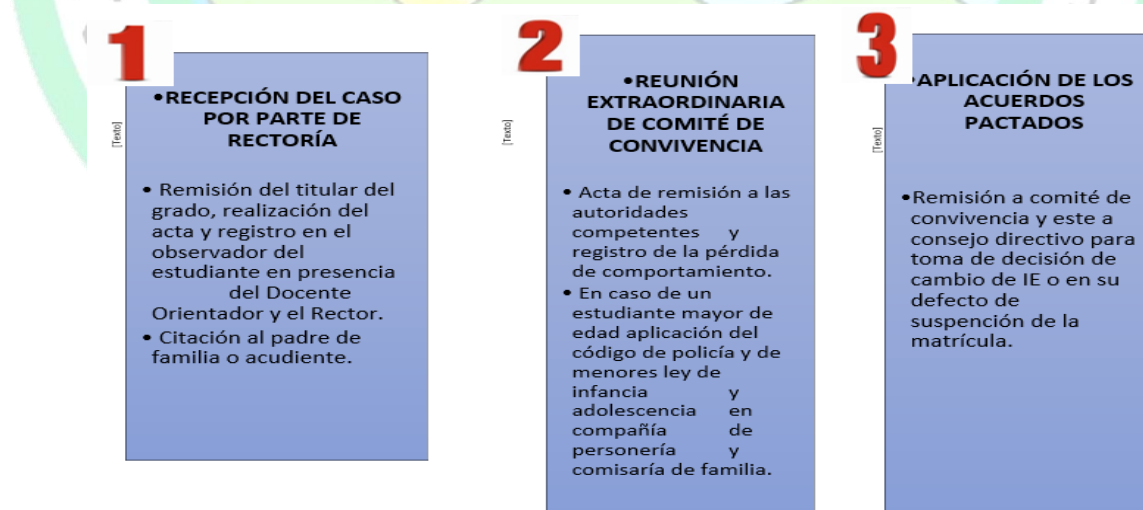 1
[Texto]
•RECEPCIÓN DEL CASO
POR PARTE DE
RECTORÍA
• Remisión del titular del
grado, realización del
acta y registro en el
observador del
estudiante en presencia
del Docente
Orientador y el Rector.
• Citación al padre de
familia o acudiente.
2
[Texto]
•REUNIÓN
EXTRAORDINARIA
DE COMITÉ DE
CONVIVENCIA
• Acta de remisión a las
autoridades
competentes y
registro de la pérdida
de comportamiento.
• En caso de un
estudiante mayor de
edad aplicación del
código de policía y de
menores ley de
infancia y
adolescencia en
compañía de
personería y
comisaría de familia.
3
[Texto]
•APLICACIÓN DE LOS
ACUERDOS
PACTADOS
•Remisión a comité de
convivencia y este a
consejo directivo para
toma de decisión de
cambio de IE o en su
defecto de
suspención de la
matrícula.